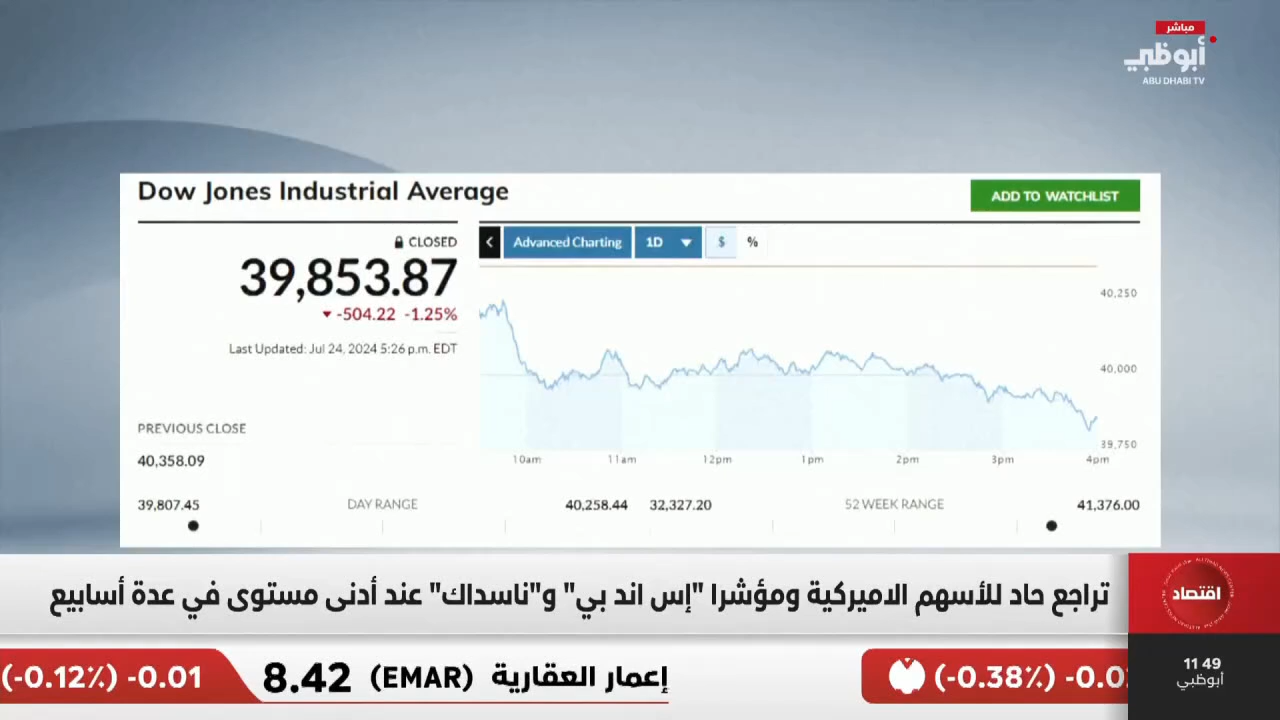 مباشر
أبوظبي
ABU DHABI TV
Dow Jones Industrial Average
ADD TO WATCHLIST
CLOSED
Advanced Charting 1D $ %
39,853.87
-504.22 -1.25%
Last Updated: Jul 24, 2024 5:26 p.m. EDT
40,250
40,000
39,750
10am 11am 12pm 1pm 2pm 3pm 4pm
PREVIOUS CLOSE
40,358.09
39,807.45 DAY RANGE 40,258.44 32,327.20 52 WEEK RANGE 41,376.00
تراجع حاد للأسهم الاميركية ومؤشرا "إس اند بي" و"ناسداك" عند أدنى مستوى في عدة أسابيع
اقتصاد
(-0.38%)
إعمار العقارية (EMAR) 8.42
(-0.12%) -0.01
11 49
أبوظبي